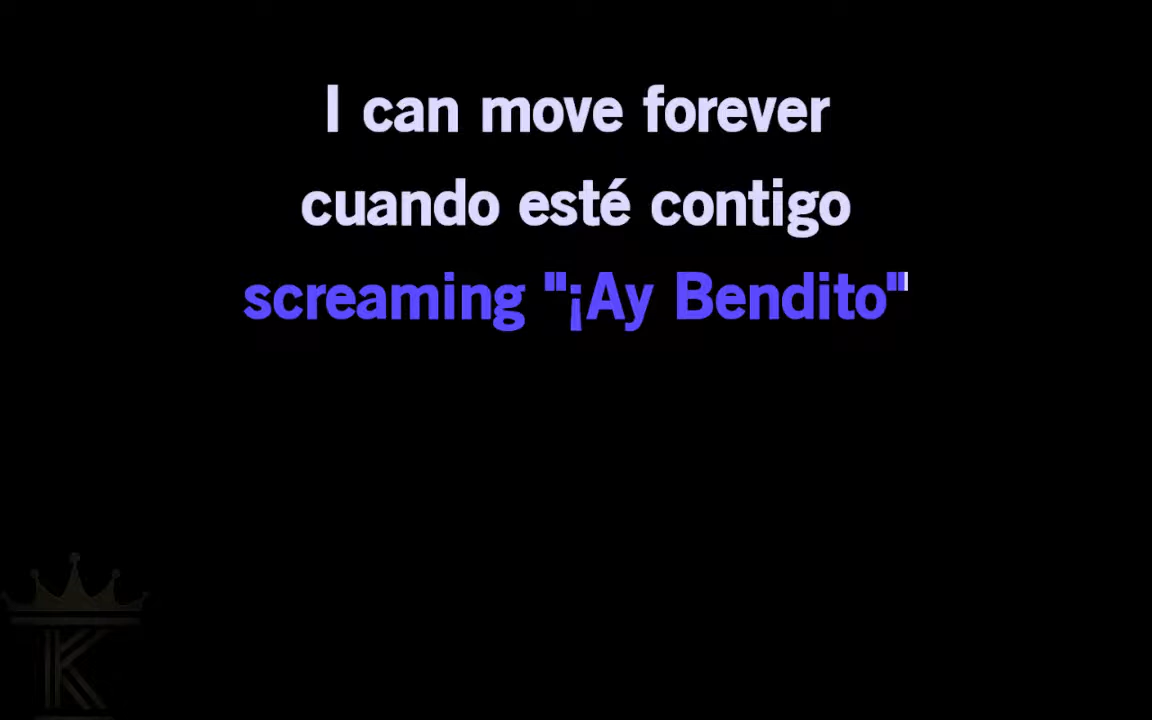 I can move forever
cuando esté contigo
screaming "¡Ay Bendito"
K